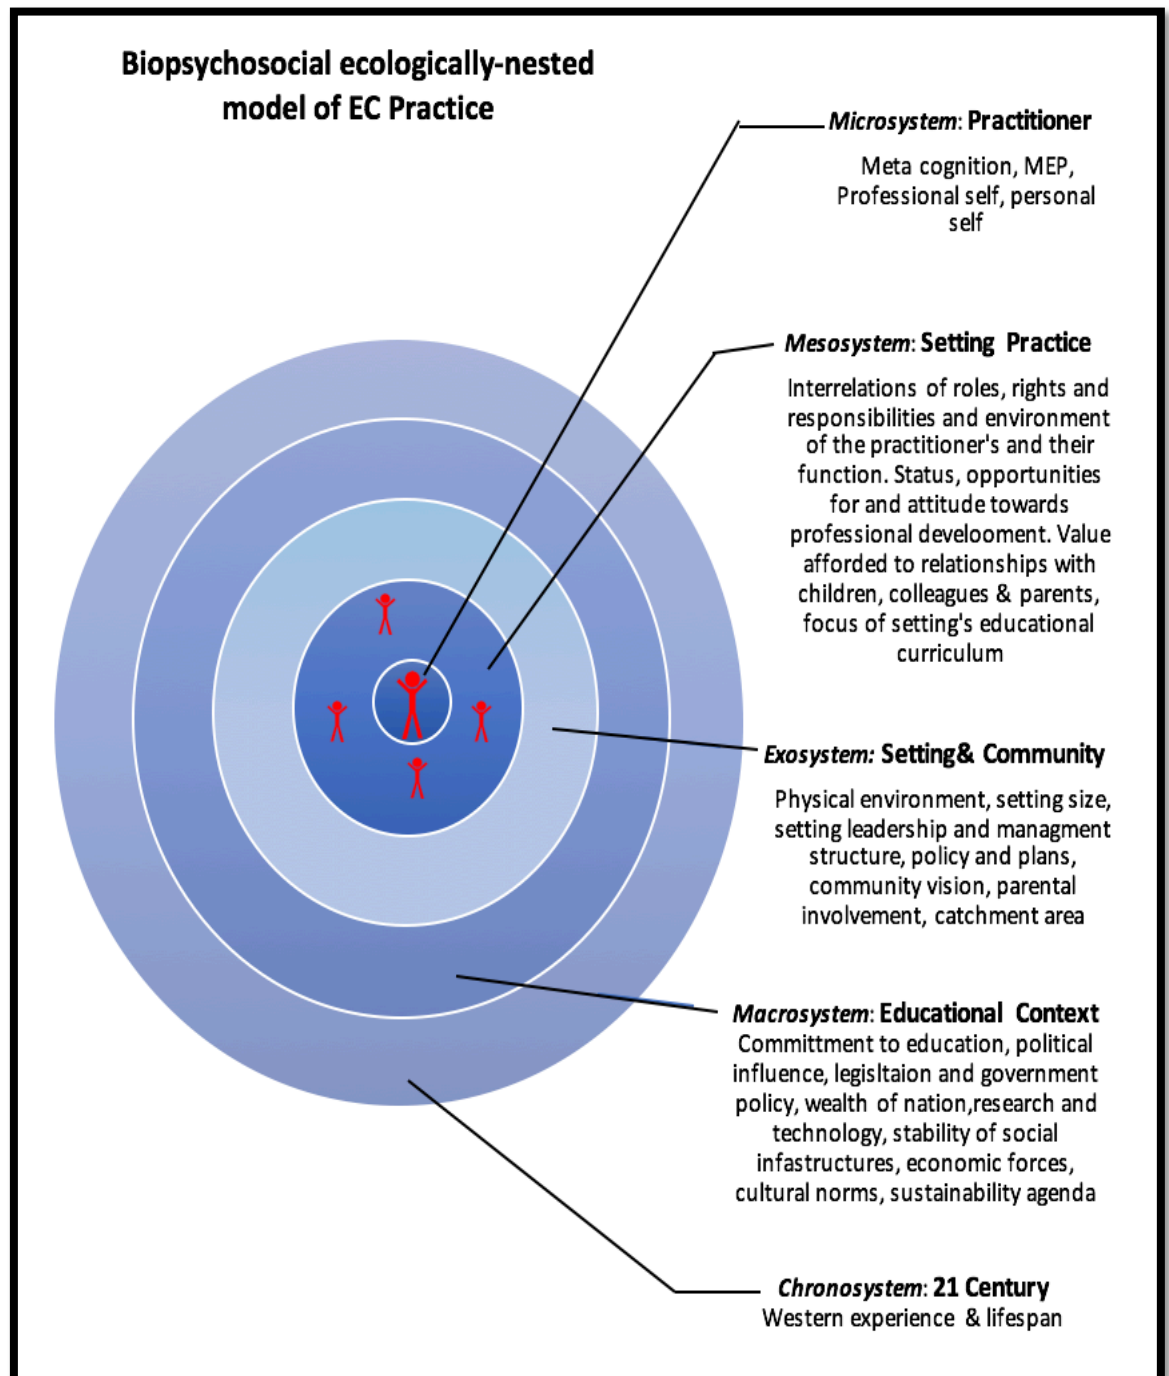 Biopsychosocial ecologically-nested
model of EC Practice
Microsystem: Practitioner
Meta cognition, MEP,
Professional self, personal
self
Mesosystem: Setting Practice
Interrelations of roles, rights and
responsibilities and environment
of the practitioner's and their
function. Status, opportunities
for and attitude towards
professional develooment. Value
afforded to relationships with
children, colleagues & parents,
focus of setting's educational
curriculum
Exosystem: Setting& Community
Physical environment, setting size,
setting leadership and managment
structure, policy and plans,
community vision, parental
involvement, catchment area
Macrosystem: Educational Context
Committment to education, political
influence, legisltaion and government
policy, wealth of nation,research and
technology, stability of social
infastructures, economic forces,
cultural norms, sustainability agenda
Chronosystem: 21 Century
Western experience & lifespan